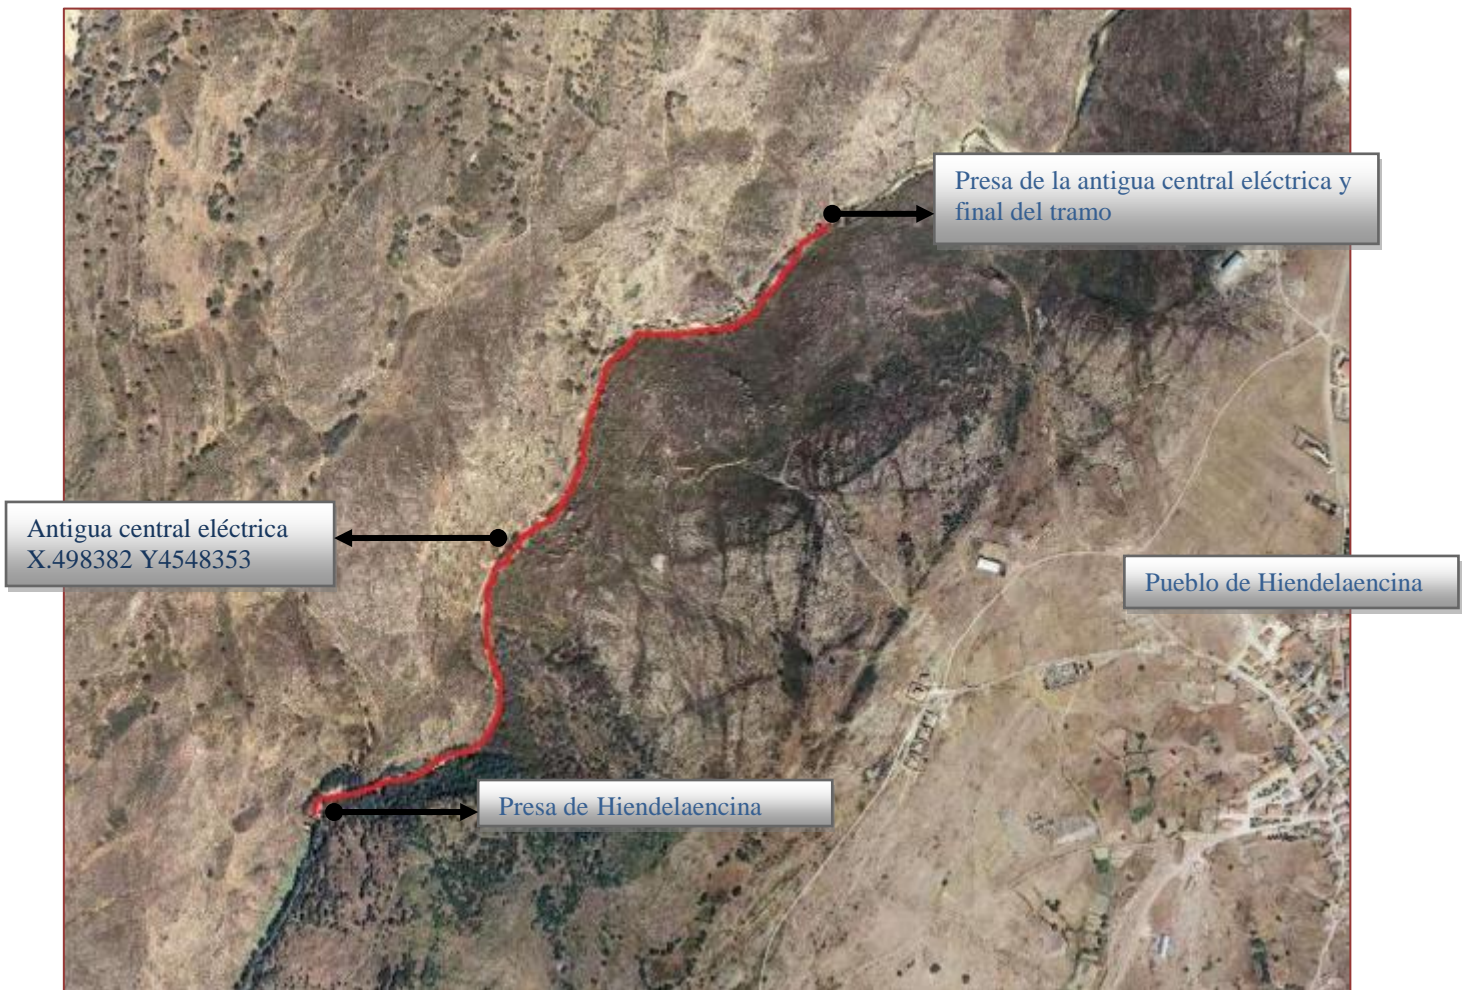 Presa de la antigua central eléctrica y
final del tramo
Antigua central eléctrica
X.498382 Y4548353
Pueblo de Hiendelaencina
Presa de Hiendelaencina